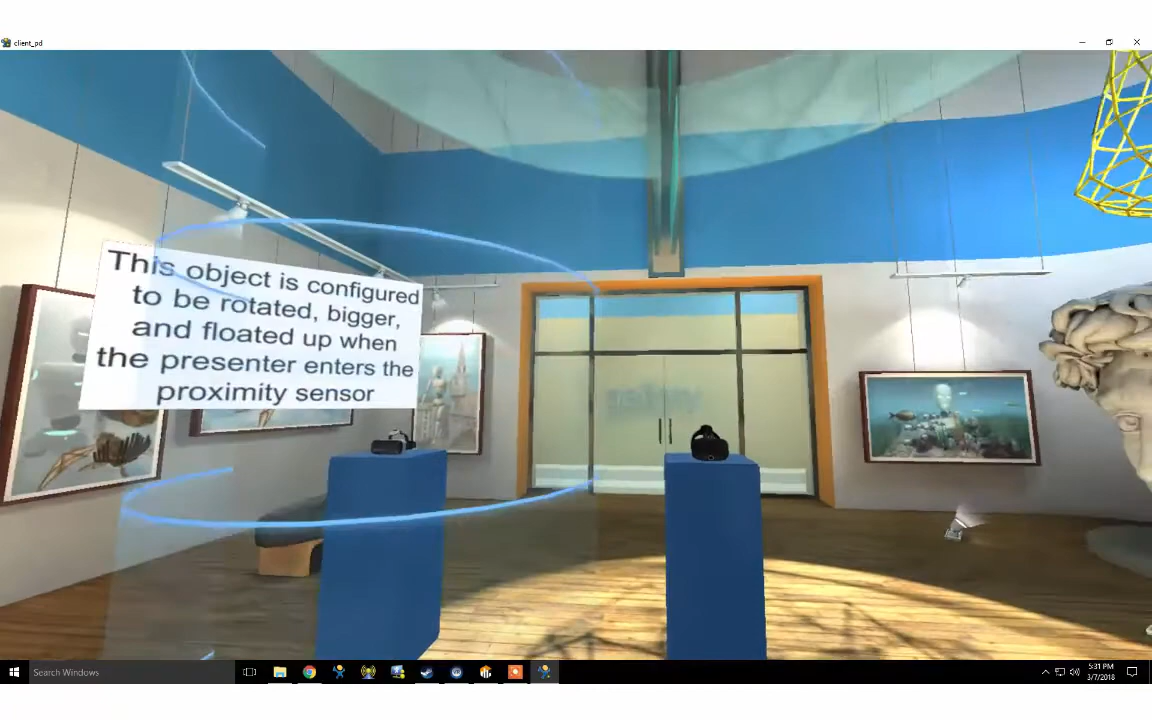 client_pd
This object is configured
to be rotated, bigger,
and floated up when
the presenter enters the
proximity sensor
Search Windows
5:31 PM
3/7/2018